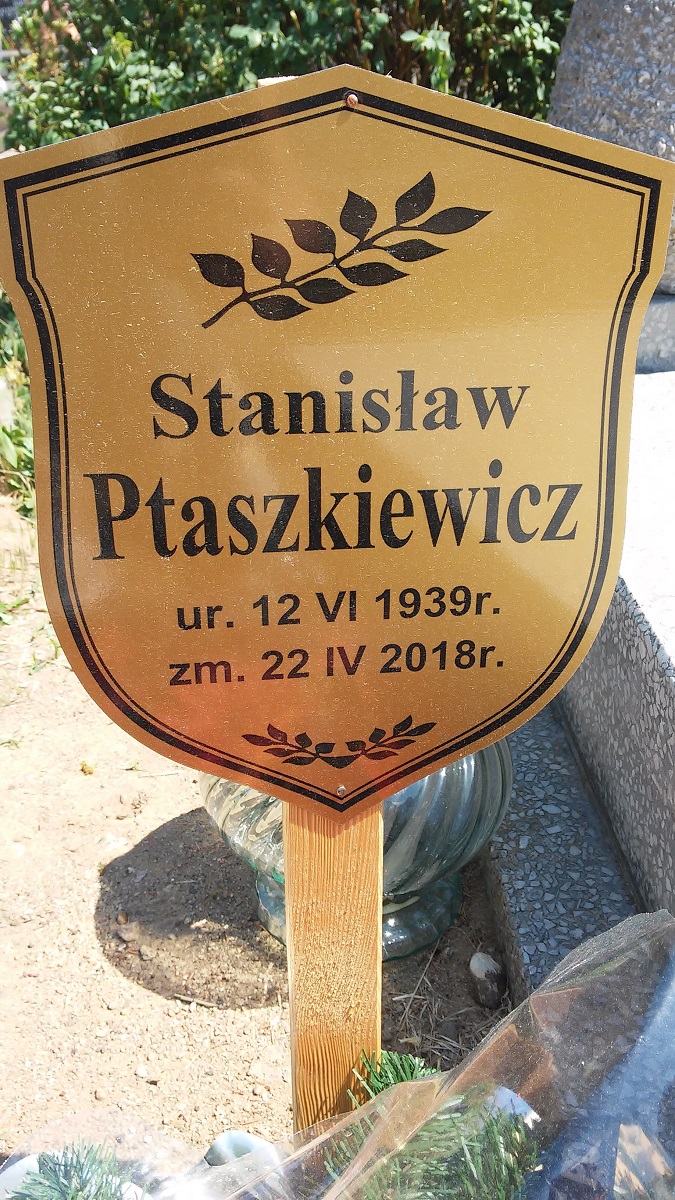 Stanisław
Ptaszkiewicz
ur. 12 VI 1939r.
zm. 22 IV 2018r.